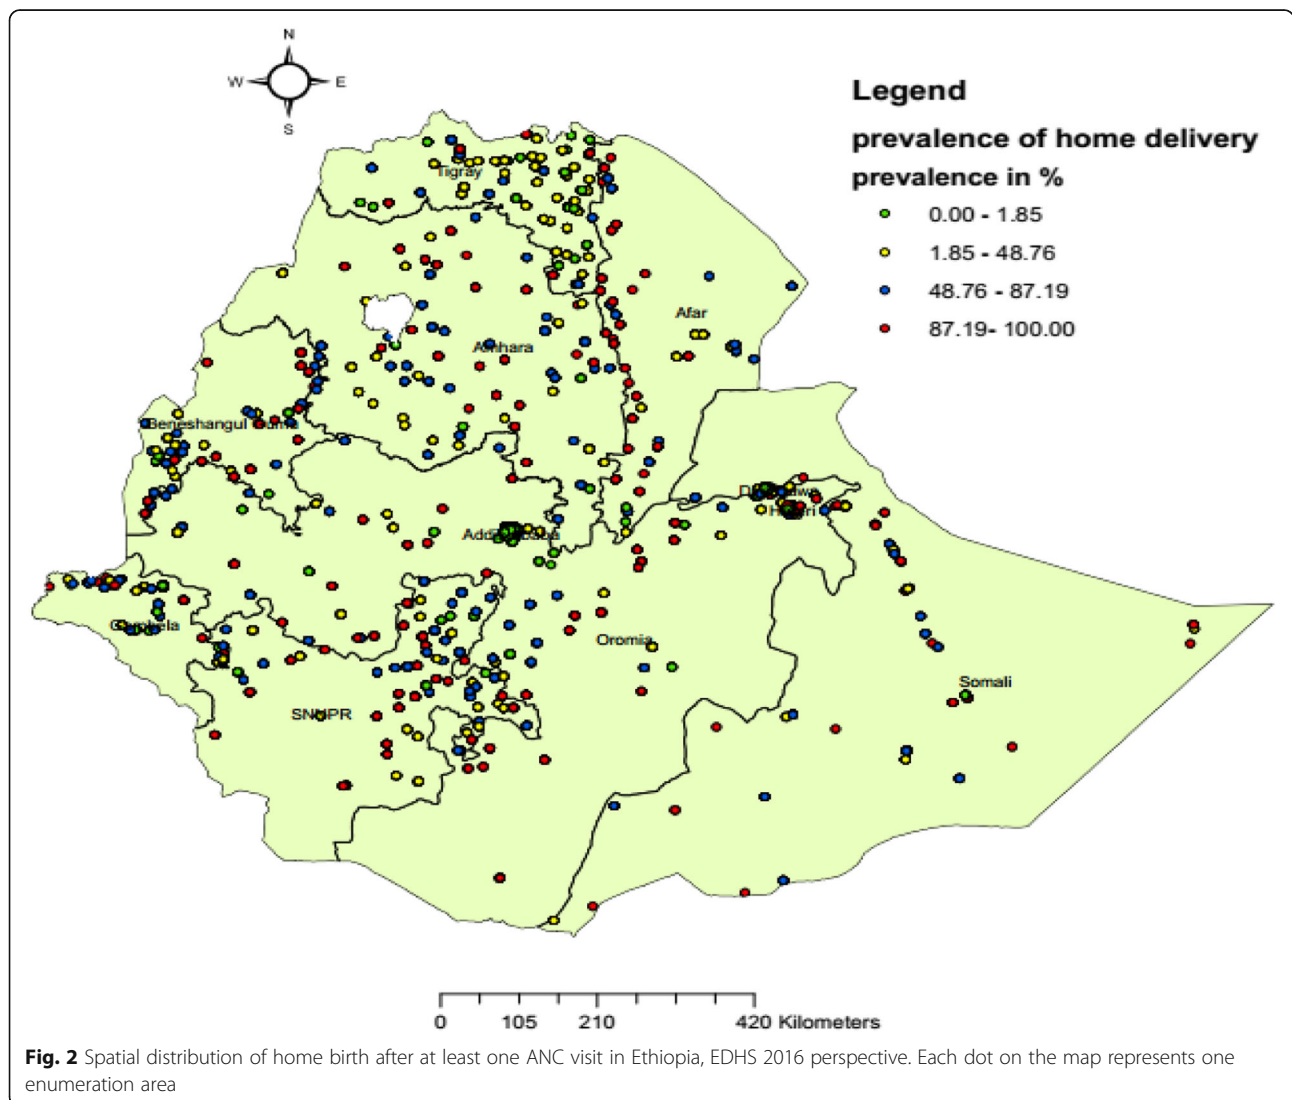 N
W E
S
Legend
prevalence of home delivery
prevalence in %
0.00 - 1.85
1.85 - 48.76
48.76 - 87.19
87.19- 100.00
Tigray
Afar
Amhara
Beneshangul
Addis
Gambela
Oromia
Somali
SNNPR
0 105 210 420 Kilometers
Fig. 2 Spatial distribution of home birth after at least one ANC visit in Ethiopia, EDHS 2016 perspective. Each dot on the map represents one
enumeration area